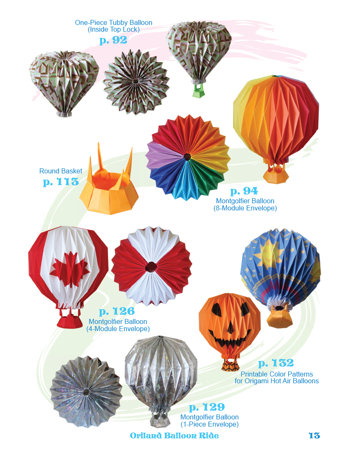 One-Piece Tubby Balloon
(Inside Top Lock)
p. 92
Round Basket
p. 113
p. 94
Montgolfier Balloon
(8-Module Envelope)
p. 126
Montgolfier Balloon
(4-Module Envelope)
p. 132
Printable Color Patterns
for Origami Hot Air Balloons
p. 129
Montgolfier Balloon
(1-Piece Envelope)
Oriland Balloon Ride
13